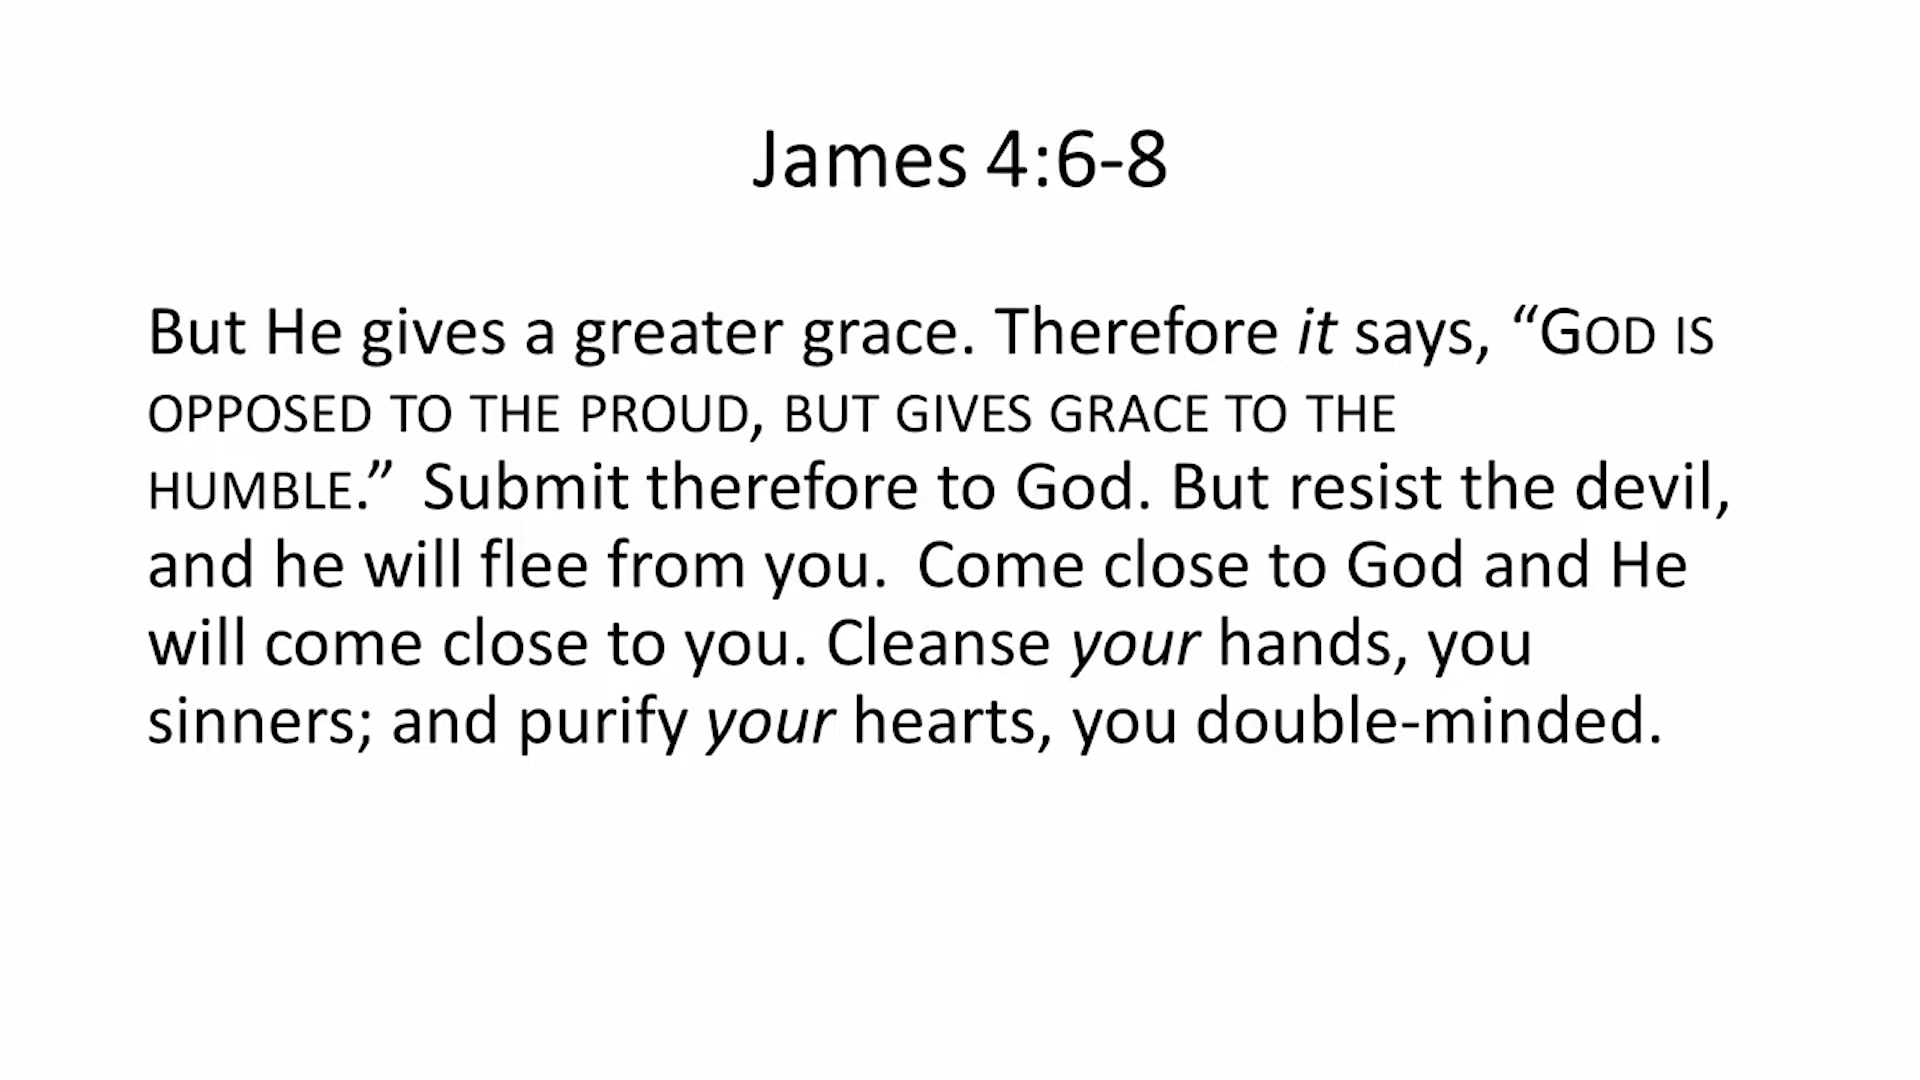 James 4:6-8
But He gives a greater grace. Therefore it says, “GOD IS
OPPOSED TO THE PROUD, BUT GIVES GRACE TO THE
HUMBLE.” Submit therefore to God. But resist the devil,
and he will flee from you. Come close to God and He
will come close to you. Cleanse your hands, you
sinners; and purify your hearts, you double-minded.